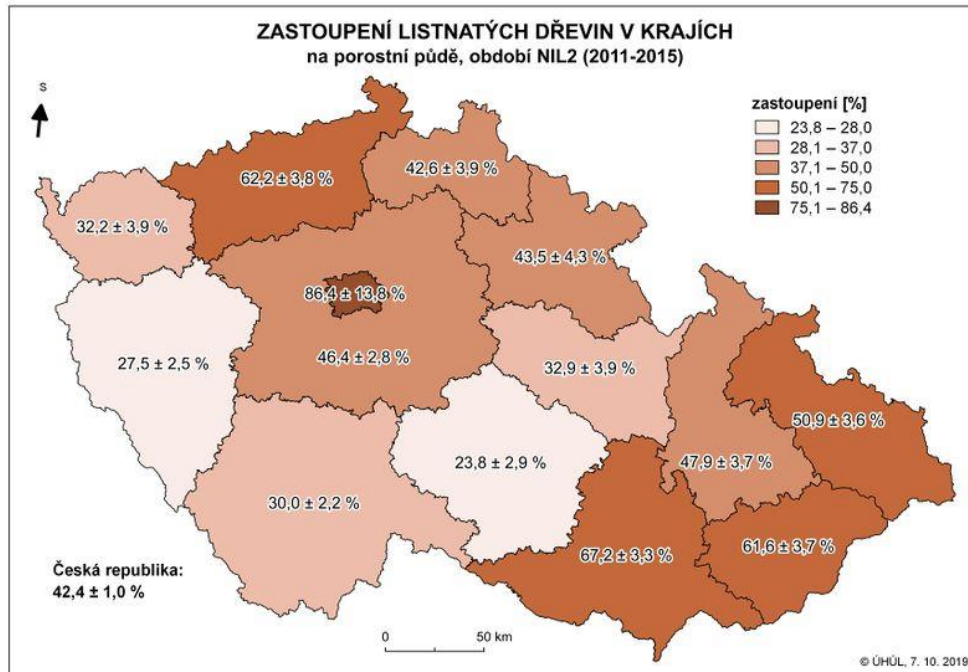 ZASTOUPENÍ LISTNATÝCH DŘEVIN V KRAJÍCH
na porostní půdě, období NIL2 (2011-2015)
S
zastoupení [%]
23,8 – 28,0
28,1 – 37,0
37,1 – 50,0
50,1 – 75,0
75,1 – 86,4
62,2 ± 3,8 %
42,6 ± 3,9 %
32,2 ± 3,9 %
43,5 ± 4,3 %
86,4 ± 13,8 %
46,4 ± 2,8 %
27,5 ± 2,5 %
32,9 ± 3,9 %
50,9 ± 3,6 %
23,8 ± 2,9 %
47,9 ± 3,7 %
30,0 ± 2,2 %
67,2 ± 3,3 %
61,6 ± 3,7 %
Česká republika:
42,4 ± 1,0 %
0 50 km
© ÚHÚL, 7. 10. 2019